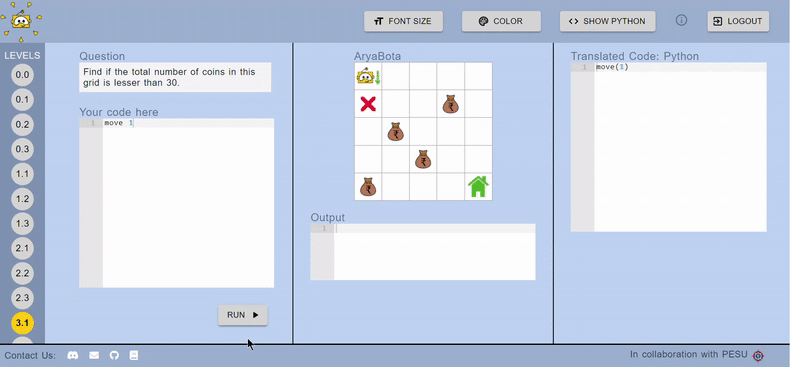 FONT SIZE
COLOR
SHOW PYTHON
LOGOUT
LEVELS
0.0
0.1
0.2
0.3
1.1
1.2
1.3
2.1
2.2
2.3
3.1
Question
Find if the total number of coins in this
grid is lesser than 30.
Your code here
1 move 1
RUN
AryaBota
₹
₹
₹
₹
Output
1
Translated Code: Python
1 move(1)
Contact Us:
In collaboration with PESU